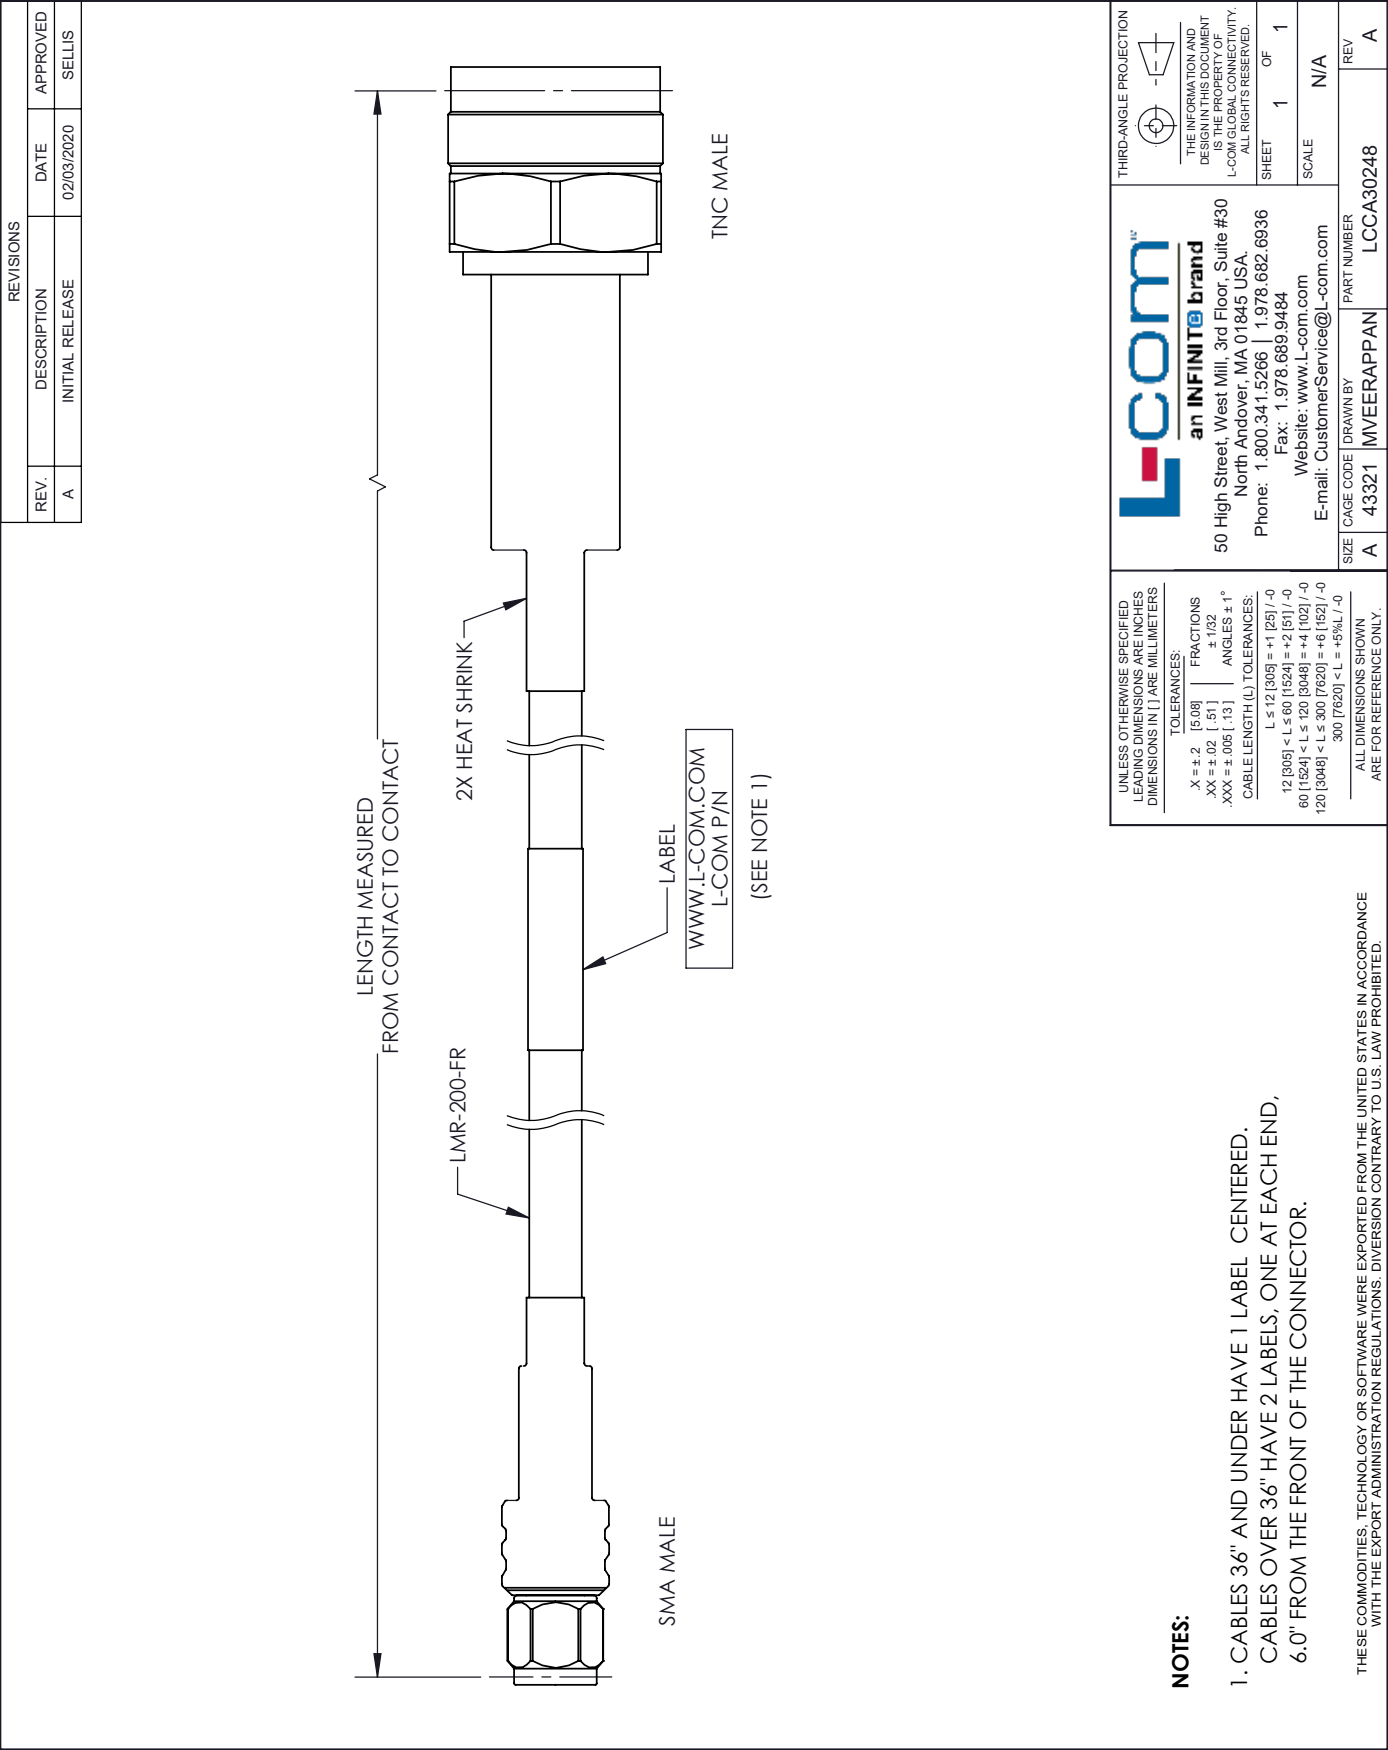 REVISIONS
REV. DESCRIPTION DATE APPROVED
A INITIAL RELEASE 02/03/2020 SELLIS
LENGTH MEASURED
FROM CONTACT TO CONTACT
LMR-200-FR
2X HEAT SHRINK
LABEL
WWW.L-COM.COM
L-COM P/N
(SEE NOTE 1)
SMA MALE
TNC MALE
NOTES:
1. CABLES 36" AND UNDER HAVE 1 LABEL CENTERED.
CABLES OVER 36" HAVE 2 LABELS, ONE AT EACH END,
6.0" FROM THE FRONT OF THE CONNECTOR.
THESE COMMODITIES, TECHNOLOGY OR SOFTWARE WERE EXPORTED FROM THE UNITED STATES IN ACCORDANCE
WITH THE EXPORT ADMINISTRATION REGULATIONS. DIVERSION CONTRARY TO U.S. LAW PROHIBITED.
UNLESS OTHERWISE SPECIFIED
LEADING DIMENSIONS ARE INCHES
DIMENSIONS IN [ ] ARE MILLIMETERS
TOLERANCES:
.X = ± .2 [5.08] FRACTIONS
.XX = ± .02 [ .51 ] ± 1/32
.XXX = ± .005 [ .13 ] ANGLES ± 1°
CABLE LENGTH (L) TOLERANCES:
L ≤ 12 [305] = +1 [25] / -0
12 [305] < L ≤ 60 [1524] = +2 [51] / -0
60 [1524] < L ≤ 120 [3048] = +4 [102] / -0
120 [3048] < L ≤ 300 [7620] = +6 [152] / -0
300 [7620] < L = +5%L / -0
ALL DIMENSIONS SHOWN
ARE FOR REFERENCE ONLY.
L-com
an INFINITe brand
50 High Street, West Mill, 3rd Floor, Suite #30
North Andover, MA 01845 USA.
Phone: 1.800.341.5266 | 1.978.682.6936
Fax: 1.978.689.9484
Website: www.L-com.com
E-mail: CustomerService@L-com.com
THIRD-ANGLE PROJECTION
THE INFORMATION AND
DESIGN IN THIS DOCUMENT
IS THE PROPERTY OF
L-COM GLOBAL CONNECTIVITY.
ALL RIGHTS RESERVED.
SHEET 1 OF 1
SCALE N/A
SIZE CAGE CODE DRAWN BY PART NUMBER REV
A 43321 MVEERAPPAN LCCA30248 A